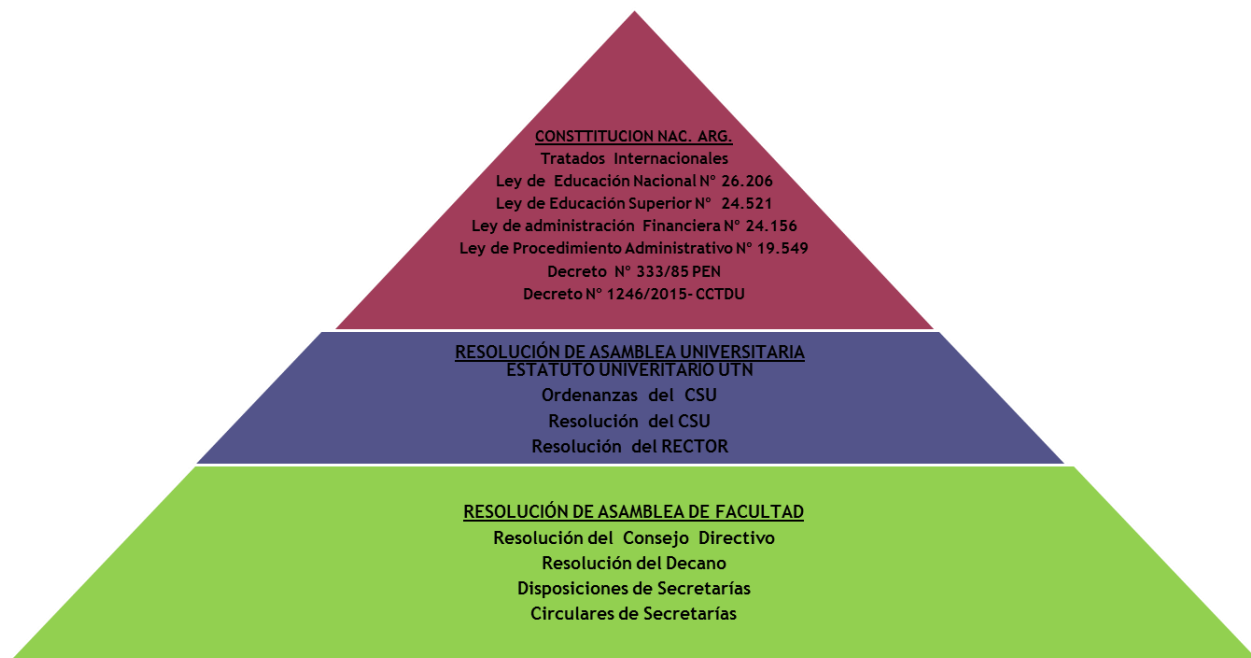 CONSTTITUCION NAC. ARG.
Tratados Internacionales
Ley de Educación Nacional N° 26.206
Ley de Educación Superior N° 24.521
Ley de administración Financiera N° 24.156
Ley de Procedimiento Administrativo N° 19.549
Decreto N° 333/85 PEN
Decreto N° 1246/2015- CCTDU
RESOLUCIÓN DE ASAMBLEA UNIVERSITARIA
ESTATUTO UNIVERITARIO UTN
Ordenanzas del CSU
Resolución del CSU
Resolución del RECTOR
RESOLUCIÓN DE ASAMBLEA DE FACULTAD
Resolución del Consejo Directivo
Resolución del Decano
Disposiciones de Secretarías
Circulares de Secretarías